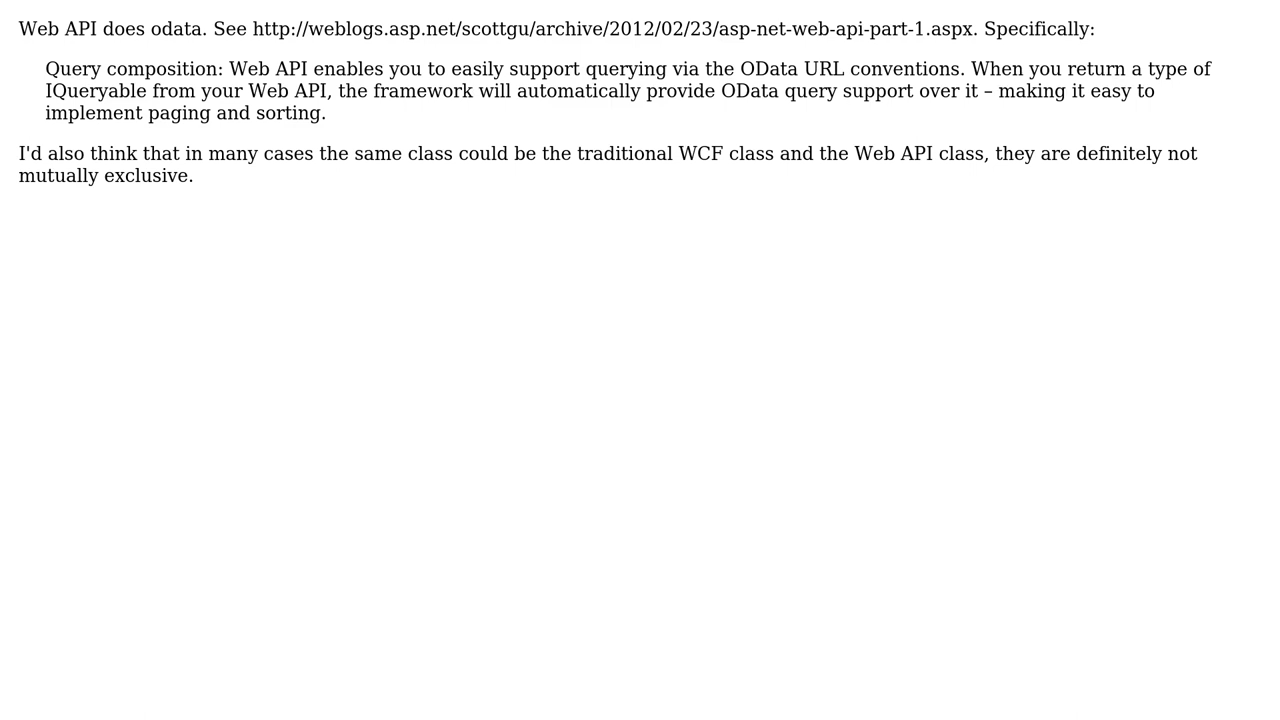 Web API does odata. See http://weblogs.asp.net/scottgu/archive/2012/02/23/asp-net-web-api-part-1.aspx. Specifically:
Query composition: Web API enables you to easily support querying via the OData URL conventions. When you return a type of
IQueryable from your Web API, the framework will automatically provide OData query support over it – making it easy to
implement paging and sorting.
I'd also think that in many cases the same class could be the traditional WCF class and the Web API class, they are definitely not
mutually exclusive.